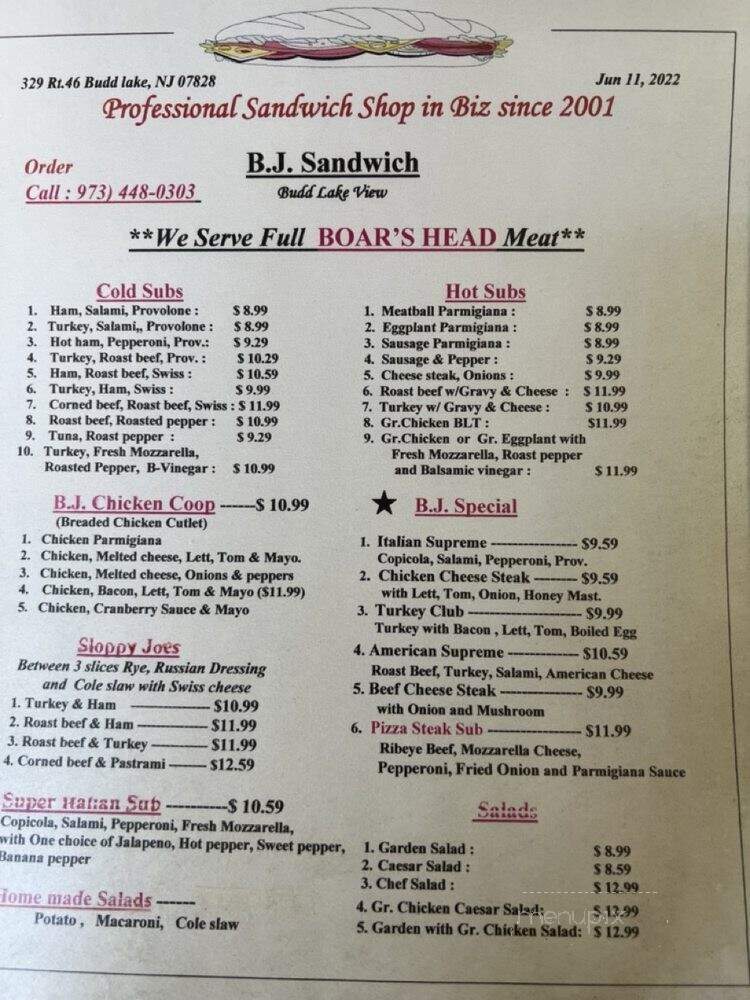 329 Rt.46 Budd lake, NJ 07828
Jun 11, 2022
Professional Sandwich Shop in Biz since 2001
Order
B.J. Sandwich
Call : 973) 448-0303
Budd Lake View
**We Serve Full BOAR'S HEAD Meat**
Cold Subs
1. Ham, Salami, Provolone : $ 8.99
2. Turkey, Salami,, Provolone : $ 8.99
3. Hot ham, Pepperoni, Prov.: $ 9.29
4. Turkey, Roast beef, Prov. : $ 10.29
5. Ham, Roast beef, Swiss : $ 10.59
6. Turkey, Ham, Swiss : $ 9.99
7. Corned beef, Roast beef, Swiss : $ 11.99
8. Roast beef, Roasted pepper : $ 10.99
9. Tuna, Roast pepper : $ 9.29
10. Turkey, Fresh Mozzarella,
Roasted Pepper, B-Vinegar : $ 10.99
B.J. Chicken Coop ------$ 10.99
(Breaded Chicken Cutlet)
1. Chicken Parmigiana
2. Chicken, Melted cheese, Lett, Tom & Mayo.
3. Chicken, Melted cheese, Onions & peppers
4. Chicken, Bacon, Lett, Tom & Mayo ($11.99)
5. Chicken, Cranberry Sauce & Mayo
Sloppy Joes
Between 3 slices Rye, Russian Dressing
and Cole slaw with Swiss cheese
1. Turkey & Ham ------------ $10.99
2. Roast beef & Ham ----------- $11.99
3. Roast beef & Turkey --------- $11.99
4. Corned beef & Pastrami ------ $12.59
Super Italian Sub ----------$ 10.59
Copicola, Salami, Pepperoni, Fresh Mozzarella,
with One choice of Jalapeno, Hot pepper, Sweet pepper,
Banana pepper
Home made Salads ------
Potato , Macaroni, Cole slaw
Hot Subs
1. Meatball Parmigiana : $ 8.99
2. Eggplant Parmigiana : $ 8.99
3. Sausage Parmigiana : $ 8.99
4. Sausage & Pepper : $ 9.29
5. Cheese steak, Onions : $ 9.99
6. Roast beef w/Gravy & Cheese : $ 11.99
7. Turkey w/ Gravy & Cheese : $ 10.99
8. Gr.Chicken BLT : $11.99
9. Gr.Chicken or Gr. Eggplant with
Fresh Mozzarella, Roast pepper
and Balsamic vinegar : $ 11.99
★ B.J. Special
1. Italian Supreme ---------------- $9.59
Copicola, Salami, Pepperoni, Prov.
2. Chicken Cheese Steak -------- $9.59
with Lett, Tom, Onion, Honey Mast.
3. Turkey Club --------------------- $9.99
Turkey with Bacon , Lett, Tom, Boiled Egg
4. American Supreme ------------- $10.59
Roast Beef, Turkey, Salami, American Cheese
5. Beef Cheese Steak --------------- $9.99
with Onion and Mushroom
6. Pizza Steak Sub ----------------- $11.99
Ribeye Beef, Mozzarella Cheese,
Pepperoni, Fried Onion and Parmigiana Sauce
Salads
1. Garden Salad : $ 8.99
2. Caesar Salad : $ 8.59
3. Chef Salad : $ 12.99
4. Gr. Chicken Caesar Salad: $ 12.99
5. Garden with Gr. Chicken Salad: $ 12.99
menupix